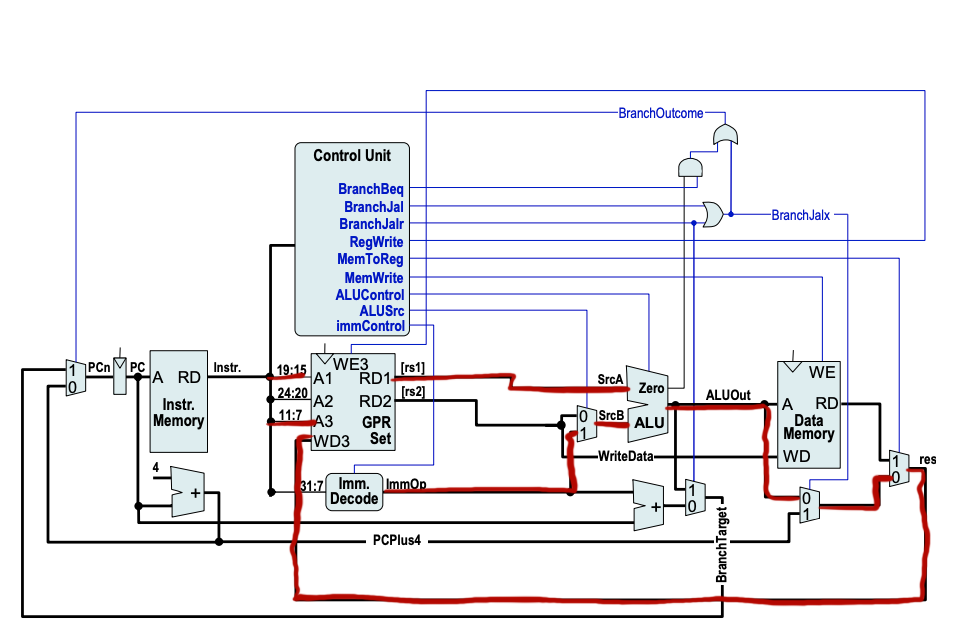 BranchOutcome
Control Unit
BranchBeq
BranchJal
BranchJalr
BranchJalx
RegWrite
MemToReg
MemWrite
ALUControl
ALUSrc
immControl
1
0
PCn
PC
A RD
Instr.
Memory
Instr.
19:15
24:20
11:7
31:7
WE3
A1 RD1
A2 RD2
A3 GPR
WD3 Set
[rs1]
[rs2]
Imm.
Decode
ImmOp
4
+
PCPlus4
0
1
SrcA
SrcB
Zero
ALU
WriteData
ALUOut
+
1
0
BranchTarget
WE
A RD
Data
Memory
WD
0
1
1
0
res